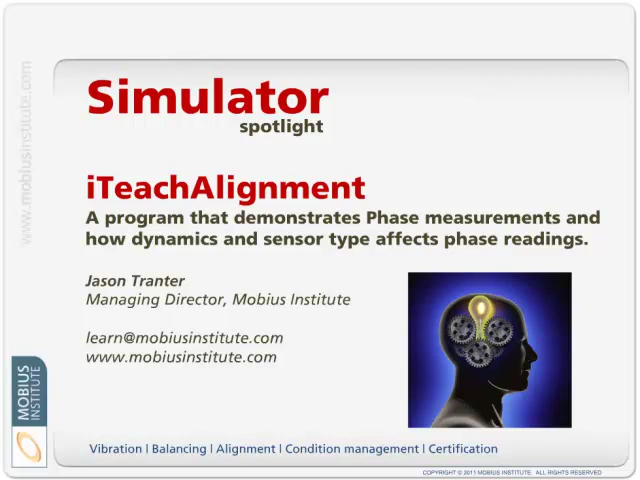 Simulator
spotlight
iTeachAlignment
A program that demonstrates Phase measurements and
how dynamics and sensor type affects phase readings.
Jason Tranter
Managing Director, Mobius Institute
learn@mobiusinstitute.com
www.mobiusinstitute.com
www.mobiusinstitute.com
MOBIUS
INSTITUTE
Vibration | Balancing | Alignment | Condition management | Certification
COPYRIGHT © 2011 MOBIUS INSTITUTE. ALL RIGHTS RESERVED